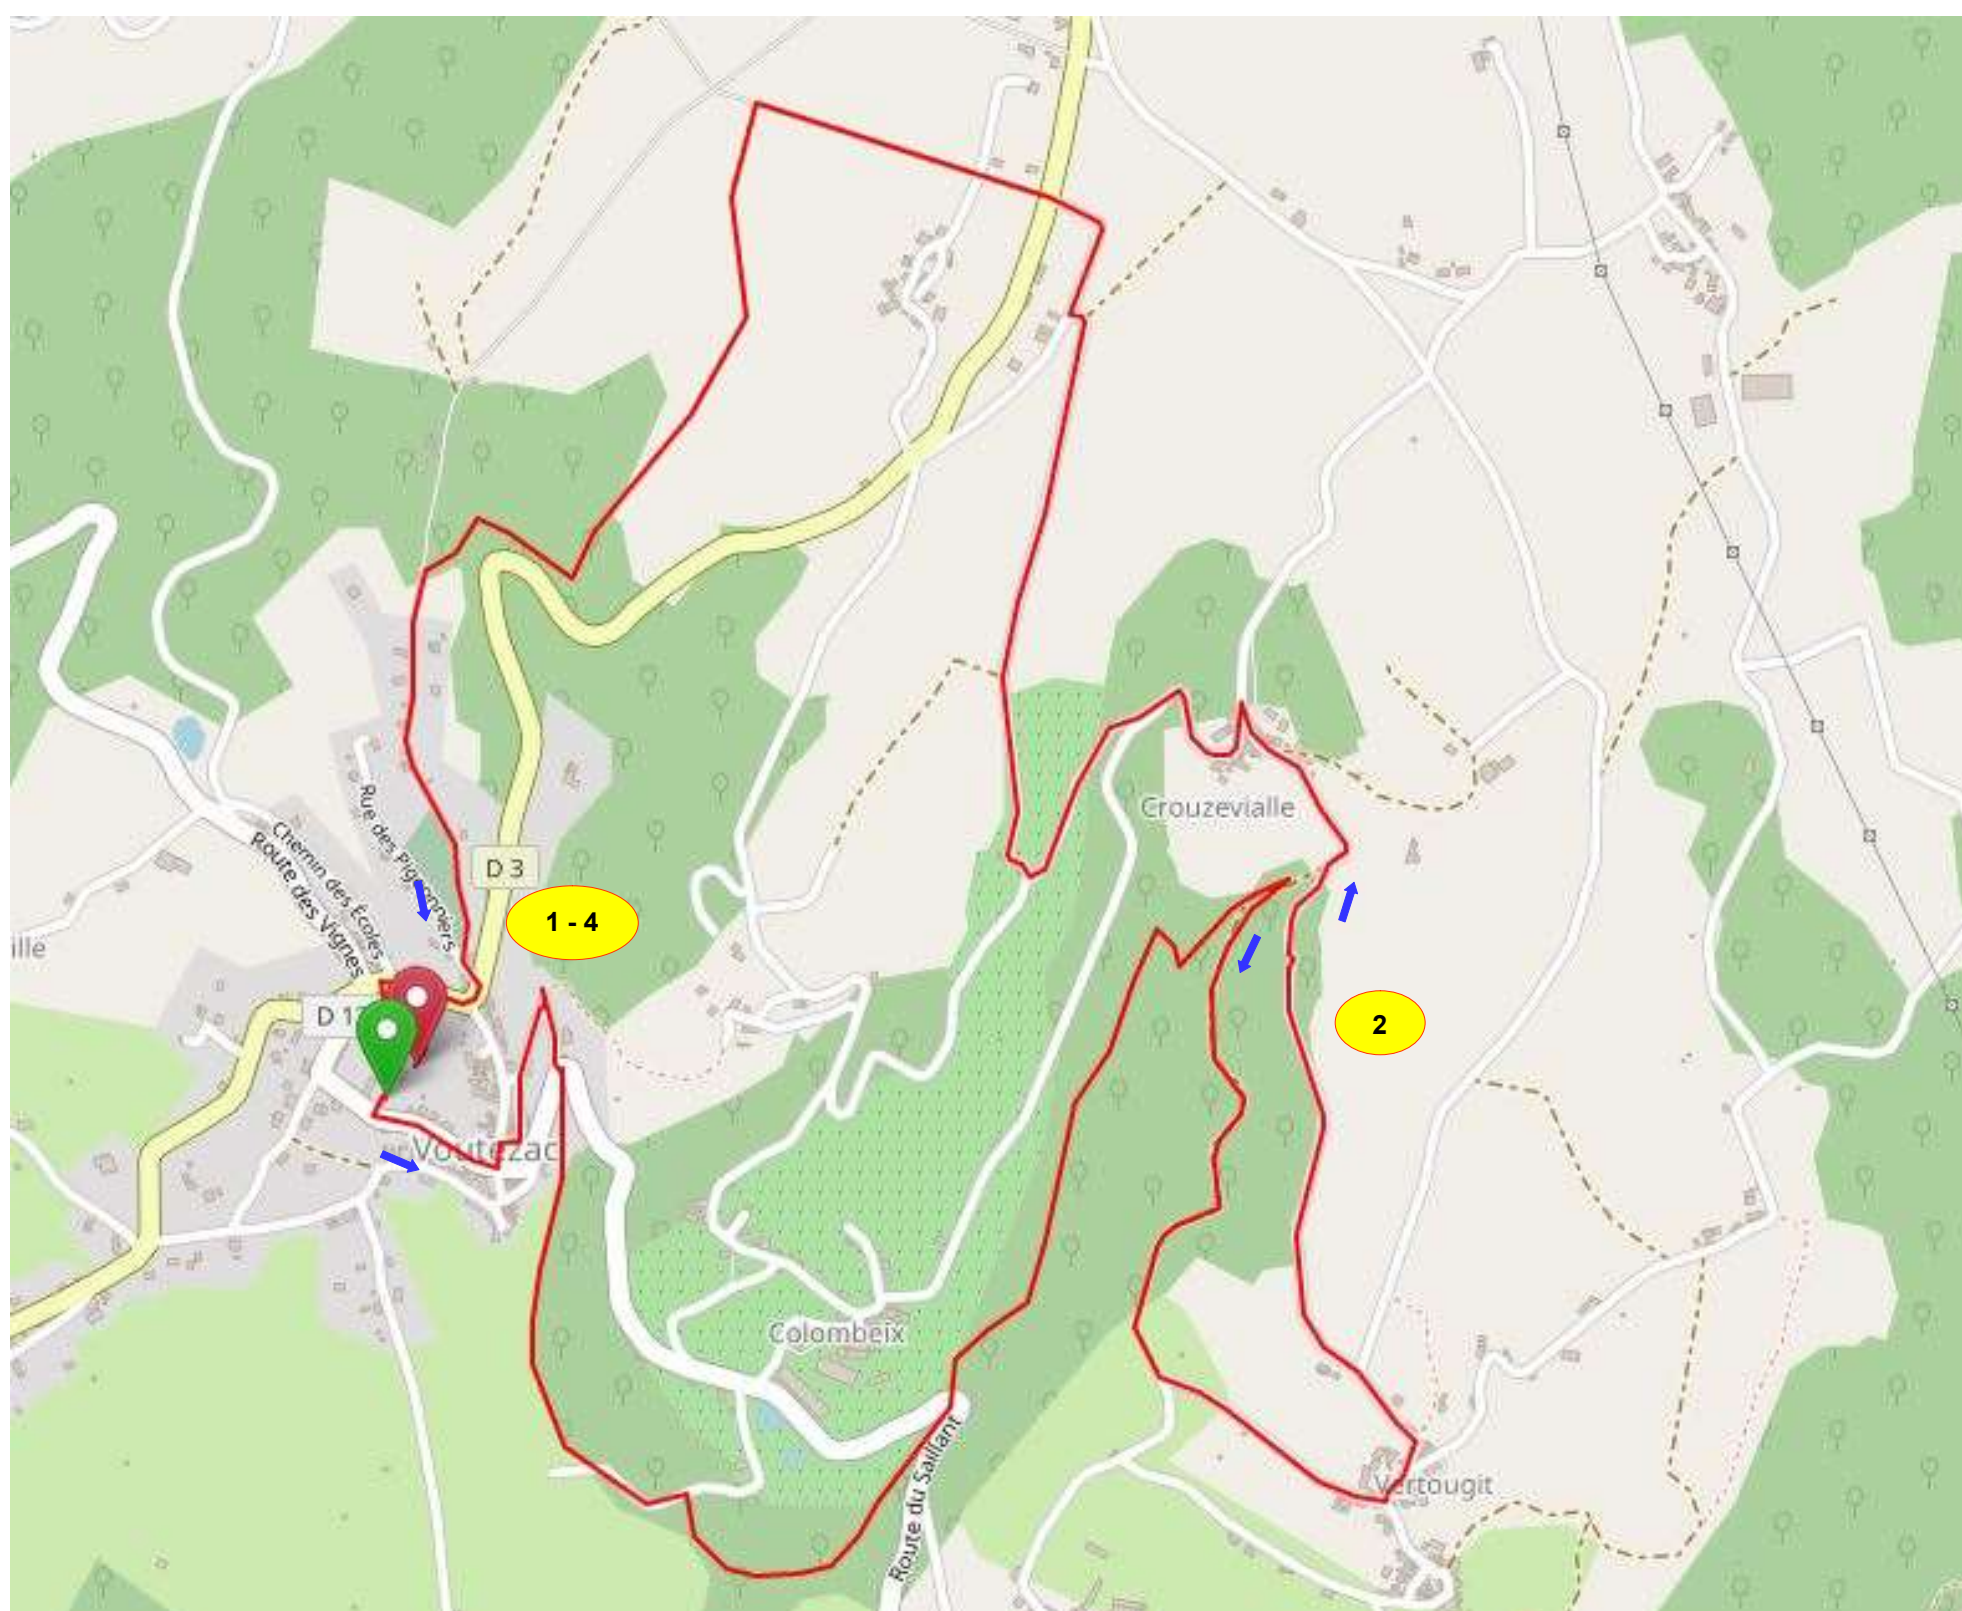 Crouzevialle
Rue des Pigeonniers
Chemin des Écoles
Route des Vignes
D 3
1 - 4
ille
D 1
2
Voutezac
Colombeix
Route du Saillant
Vertougit